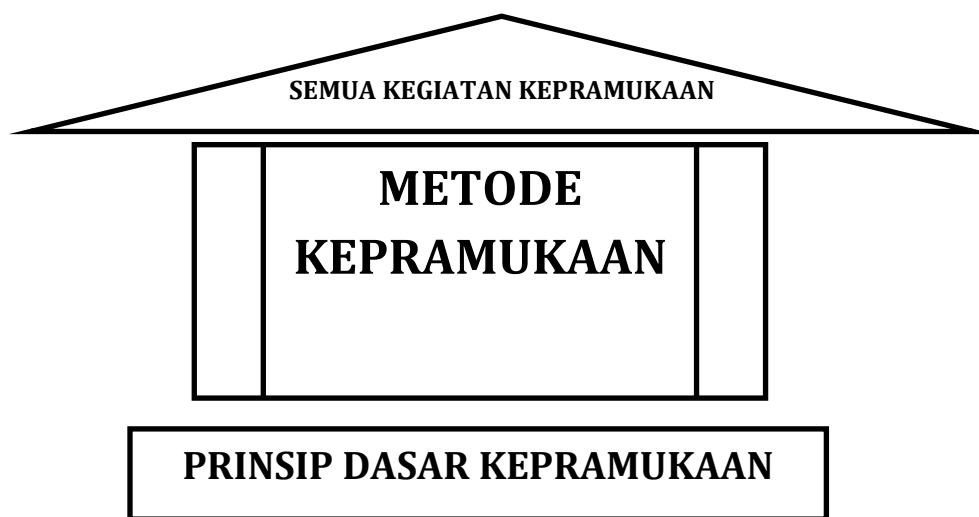 SEMUA KEGIATAN KEPRAMUKAAN
METODE
KEPRAMUKAAN
PRINSIP DASAR KEPRAMUKAAN